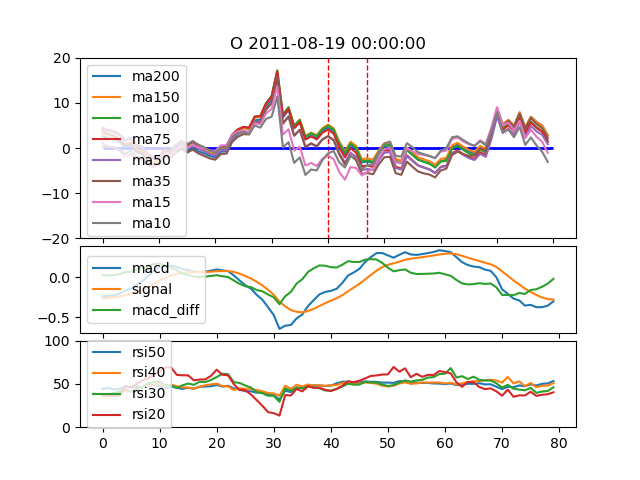 O 2011-08-19 00:00:00
20
10
0
−10
−20
ma200
ma150
ma100
ma75
ma50
ma35
ma15
ma10
0.0
−0.5
macd
signal
macd_diff
100
50
0
rsi50
rsi40
rsi30
rsi20
0 10 20 30 40 50 60 70 80